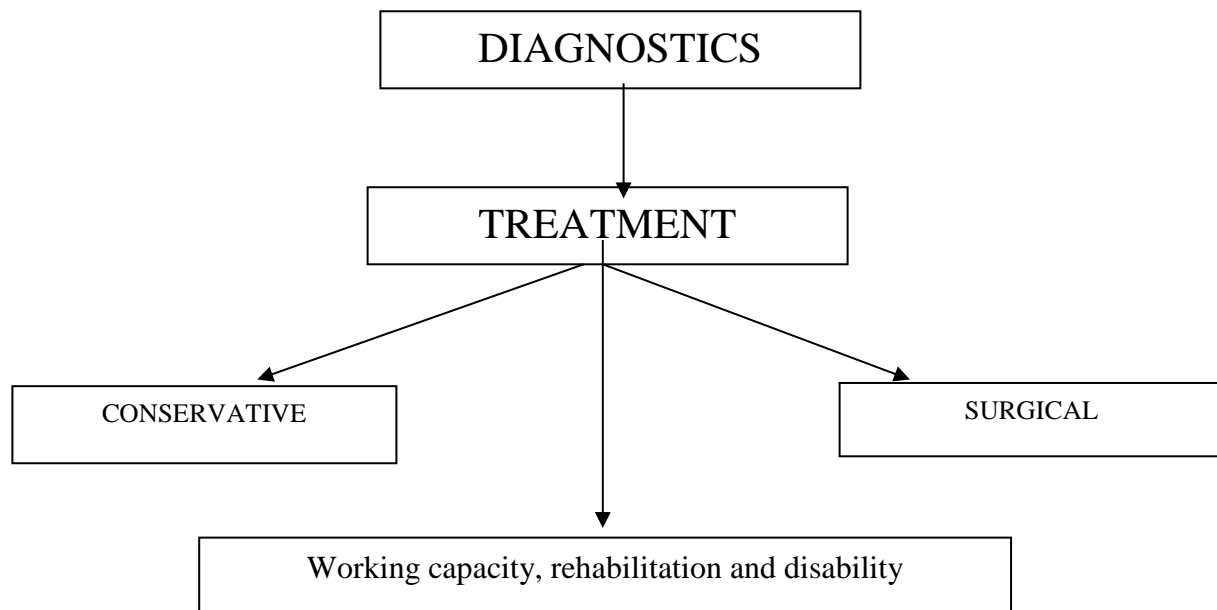 DIAGNOSTICS
TREATMENT
CONSERVATIVE
SURGICAL
Working capacity, rehabilitation and disability